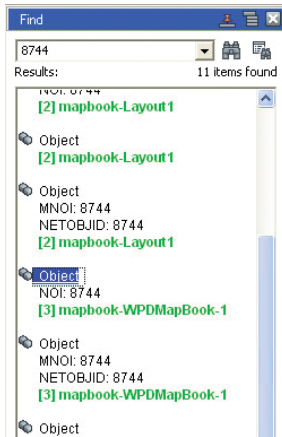 Find
8744
Results: 11 items found
NOI: 8744
[2] mapbook-Layout1
Object
[2] mapbook-Layout1
Object
MNOI: 8744
NETOBJID: 8744
[2] mapbook-Layout1
Object
NOI: 8744
[3] mapbook-WPDMapBook-1
Object
MNOI: 8744
NETOBJID: 8744
[3] mapbook-WPDMapBook-1
Object